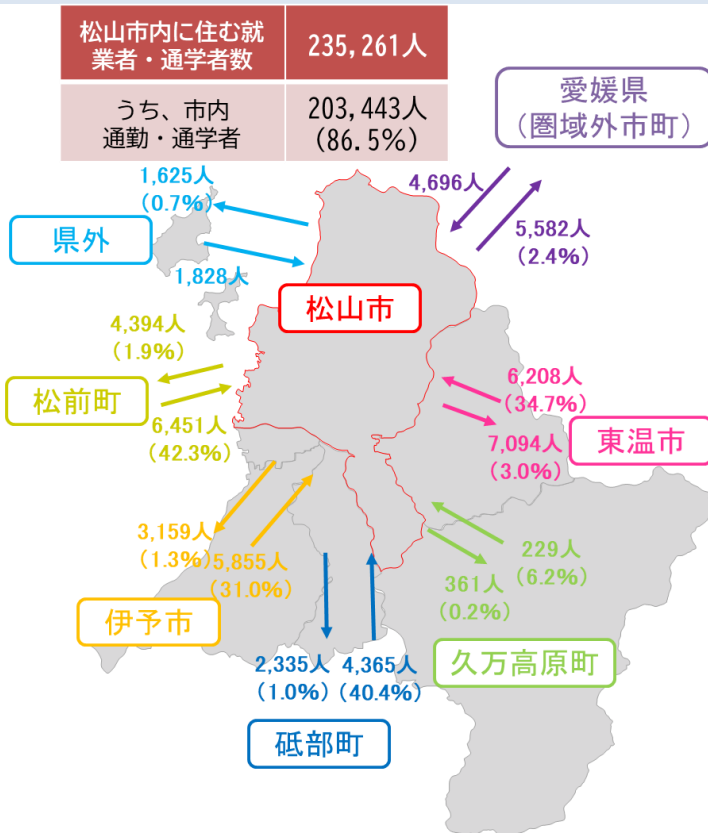 松山市内に住む就
業者・通学者数
235,261人
うち、市内
通勤・通学者
203,443人
(86.5%)
愛媛県
(圏域外市町)
4,696人
5,582人
(2.4%)
1,625人
(0.7%)
県外
1,828人
松山市
4,394人
(1.9%)
松前町
6,451人
(42.3%)
6,208人
(34.7%)
7,094人
(3.0%)
東温市
3,159人
(1.3%)
5,855人
(31.0%)
伊予市
229人
(6.2%)
361人
(0.2%)
久万高原町
2,335人
(1.0%)
4,365人
(40.4%)
砥部町